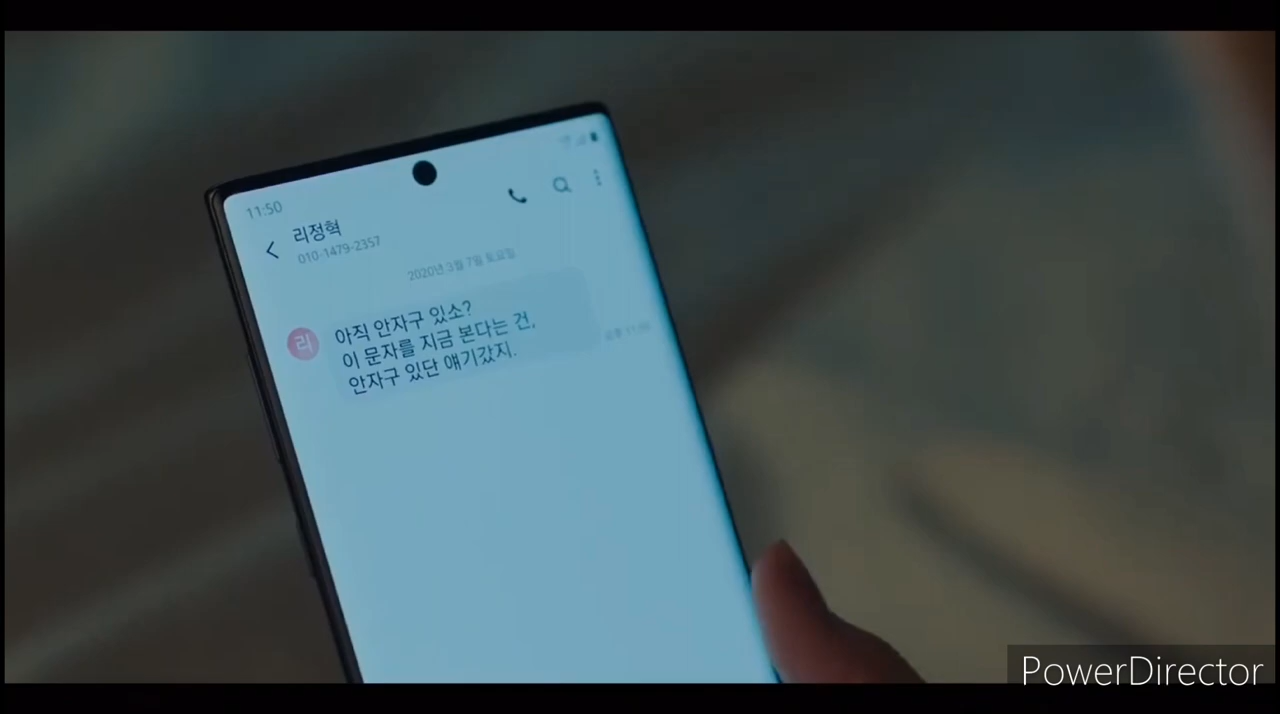 11:50
리정혁
010-1479-2357
2020년 3월 7일 토요일
리
아직 안자구 있소?
이 문자를 지금 본다는 건,
안자구 있단 얘기갔지.
PowerDirector